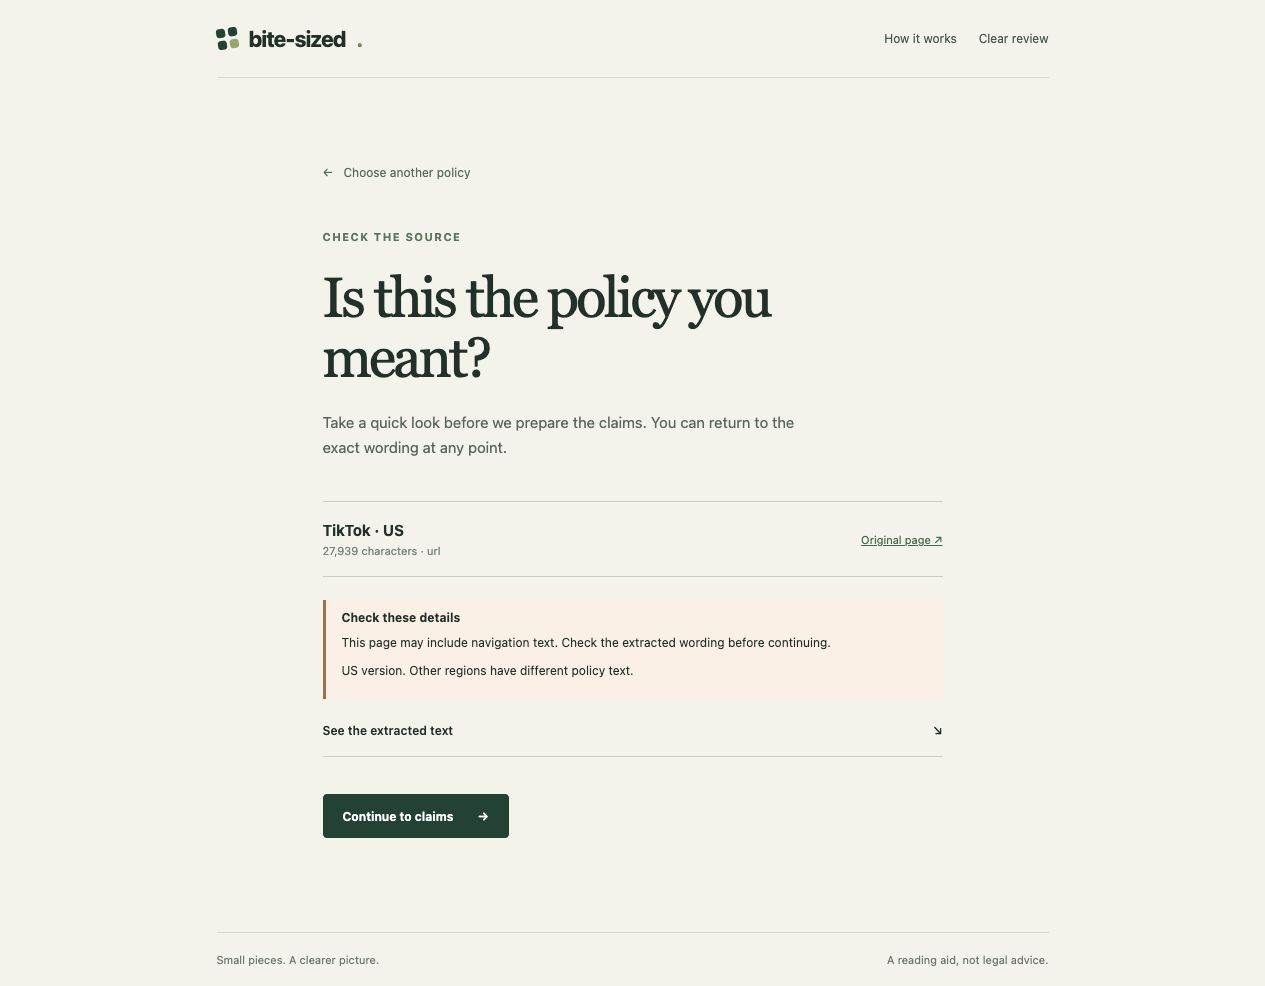 bite-sized .
How it works
Clear review
← Choose another policy
CHECK THE SOURCE
Is this the policy you
meant?
Take a quick look before we prepare the claims. You can return to the
exact wording at any point.
TikTok · US
27,939 characters · url
Original page ↗
Check these details
This page may include navigation text. Check the extracted wording before continuing.
US version. Other regions have different policy text.
See the extracted text ↘
Continue to claims →
Small pieces. A clearer picture.
A reading aid, not legal advice.